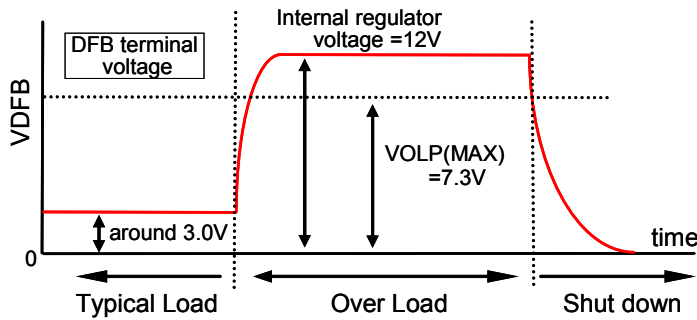 Internal regulator
voltage =12V
DFB terminal
voltage
VDFB
VOLP(MAX)
=7.3V
around 3.0V
0
time
Typical Load
Over Load
Shut down